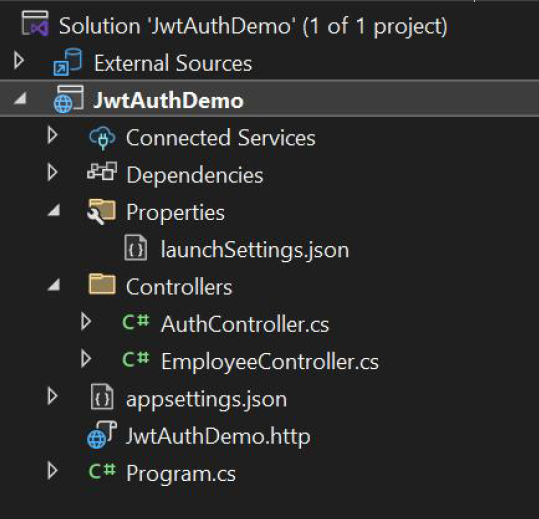 Solution 'JwtAuthDemo' (1 of 1 project)
External Sources
JwtAuthDemo
Connected Services
Dependencies
Properties
launchSettings.json
Controllers
C# AuthController.cs
C# EmployeeController.cs
appsettings.json
JwtAuthDemo.http
C# Program.cs